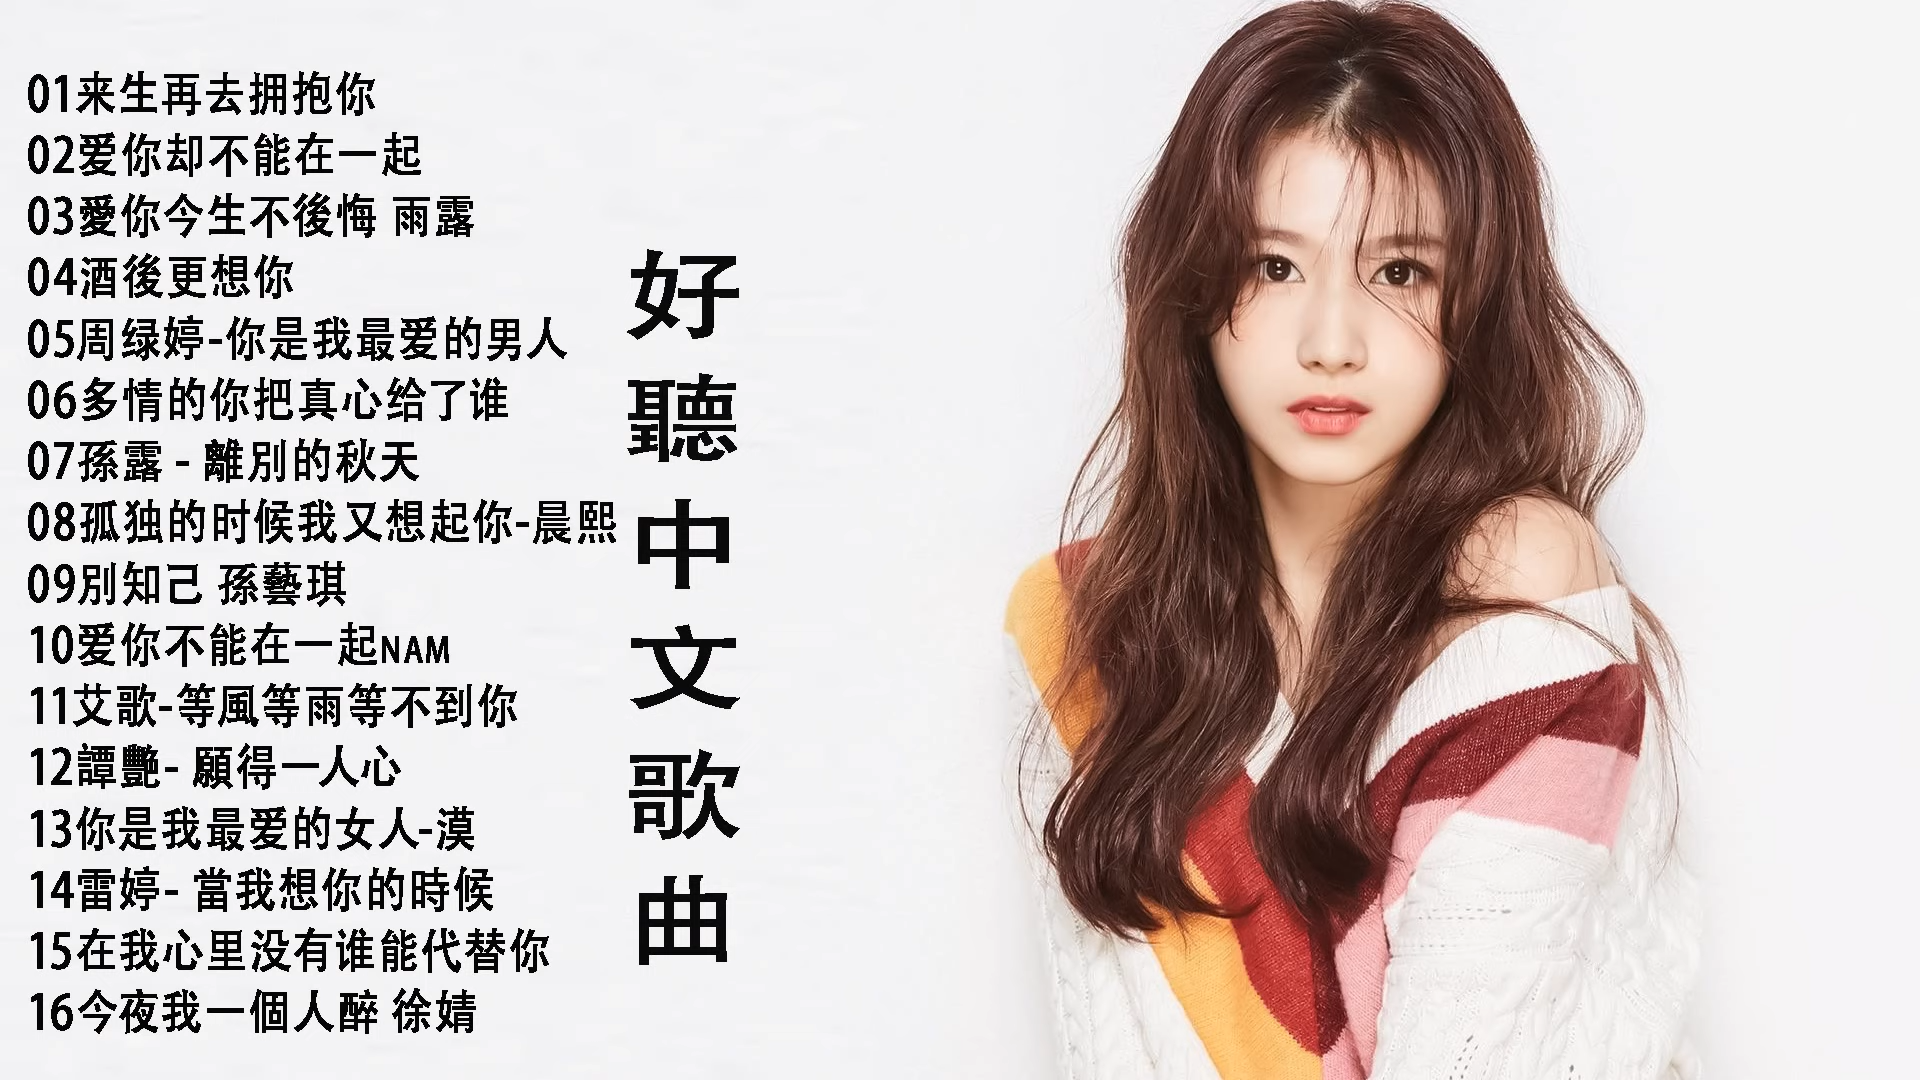 01来生再去拥抱你
02爱你却不能在一起
03愛你今生不後悔 雨露
04酒後更想你
05周绿婷-你是我最爱的男人
06多情的你把真心给了谁
07孫露 - 離別的秋天
08孤独的时候我又想起你-晨熙
09別知己 孫藝琪
10爱你不能在一起NAM
11艾歌-等風等雨等不到你
12譚艷- 願得一人心
13你是我最爱的女人-漠
14雷婷- 當我想你的時候
15在我心里没有谁能代替你
16今夜我一個人醉 徐婧
好聽中文歌曲